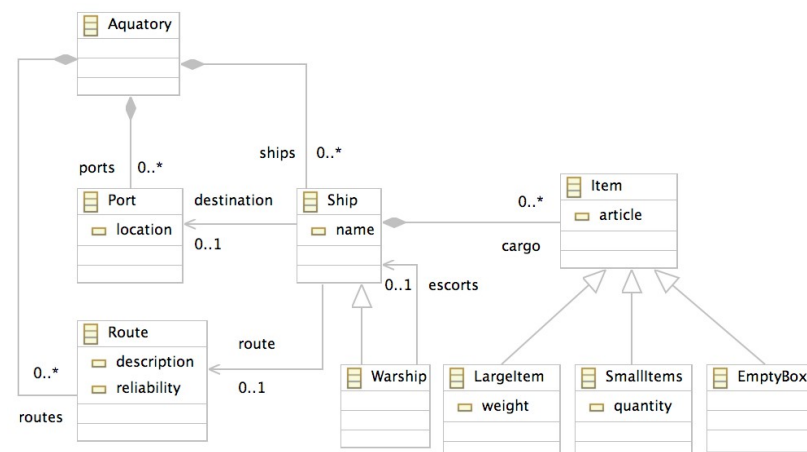 Aquatory
ports
0..*
ships
0..*
Port
location
destination
0..1
Ship
name
0..*
cargo
Item
article
0..1
escorts
Route
description
reliability
route
0..1
0..*
routes
Warship
LargeItem
weight
SmallItems
quantity
EmptyBox